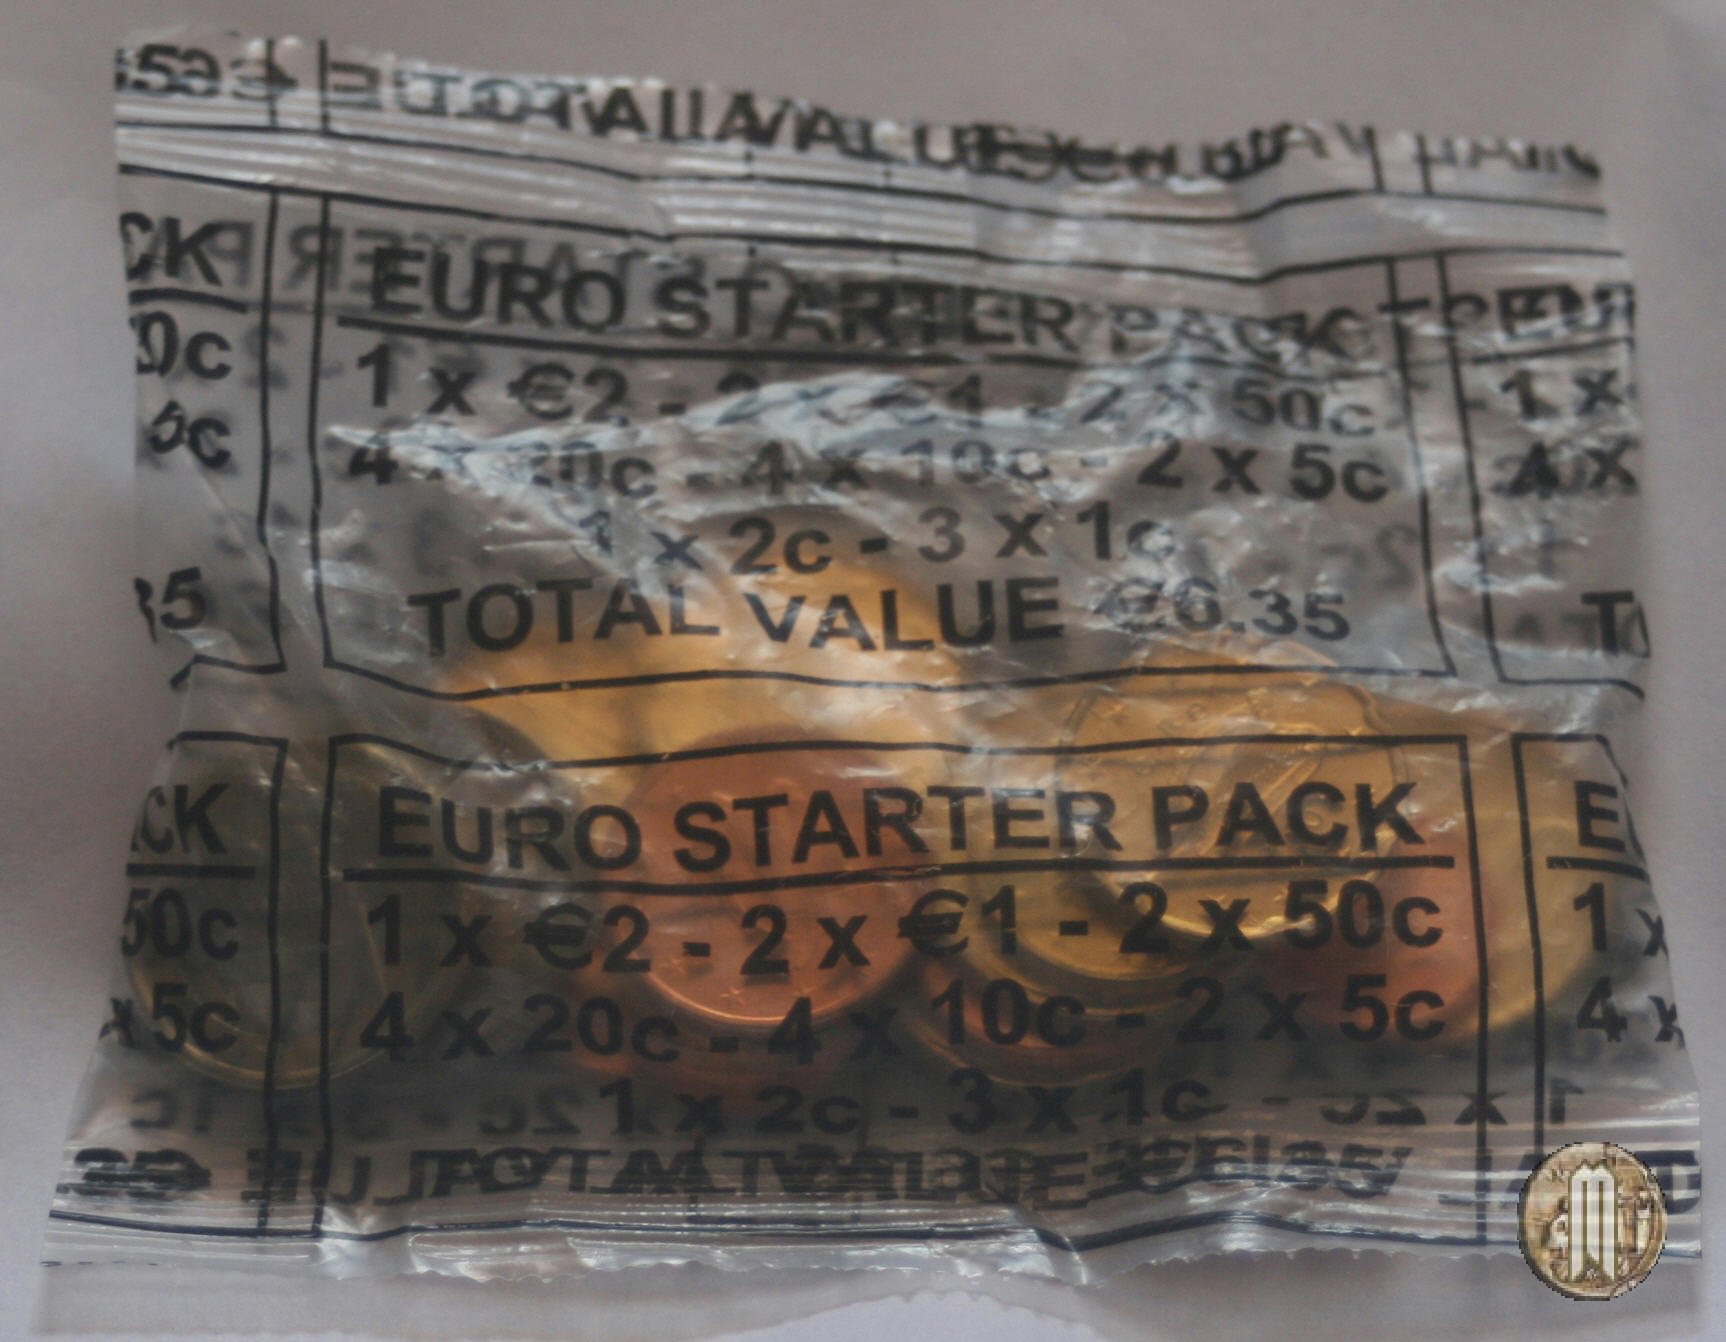 TOTAL VALUE
EURO STARTER PACK
1 x €2 - 2 x €1 - 2 x 50c
4 x 20c - 4 x 10c - 2 x 5c
1 x 2c - 3 x 1c
TOTAL VALUE €6.35
EURO STARTER PACK
1 x €2 - 2 x €1 - 2 x 50c
4 x 20c - 4 x 10c - 2 x 5c
1 x 2c - 3 x 1c